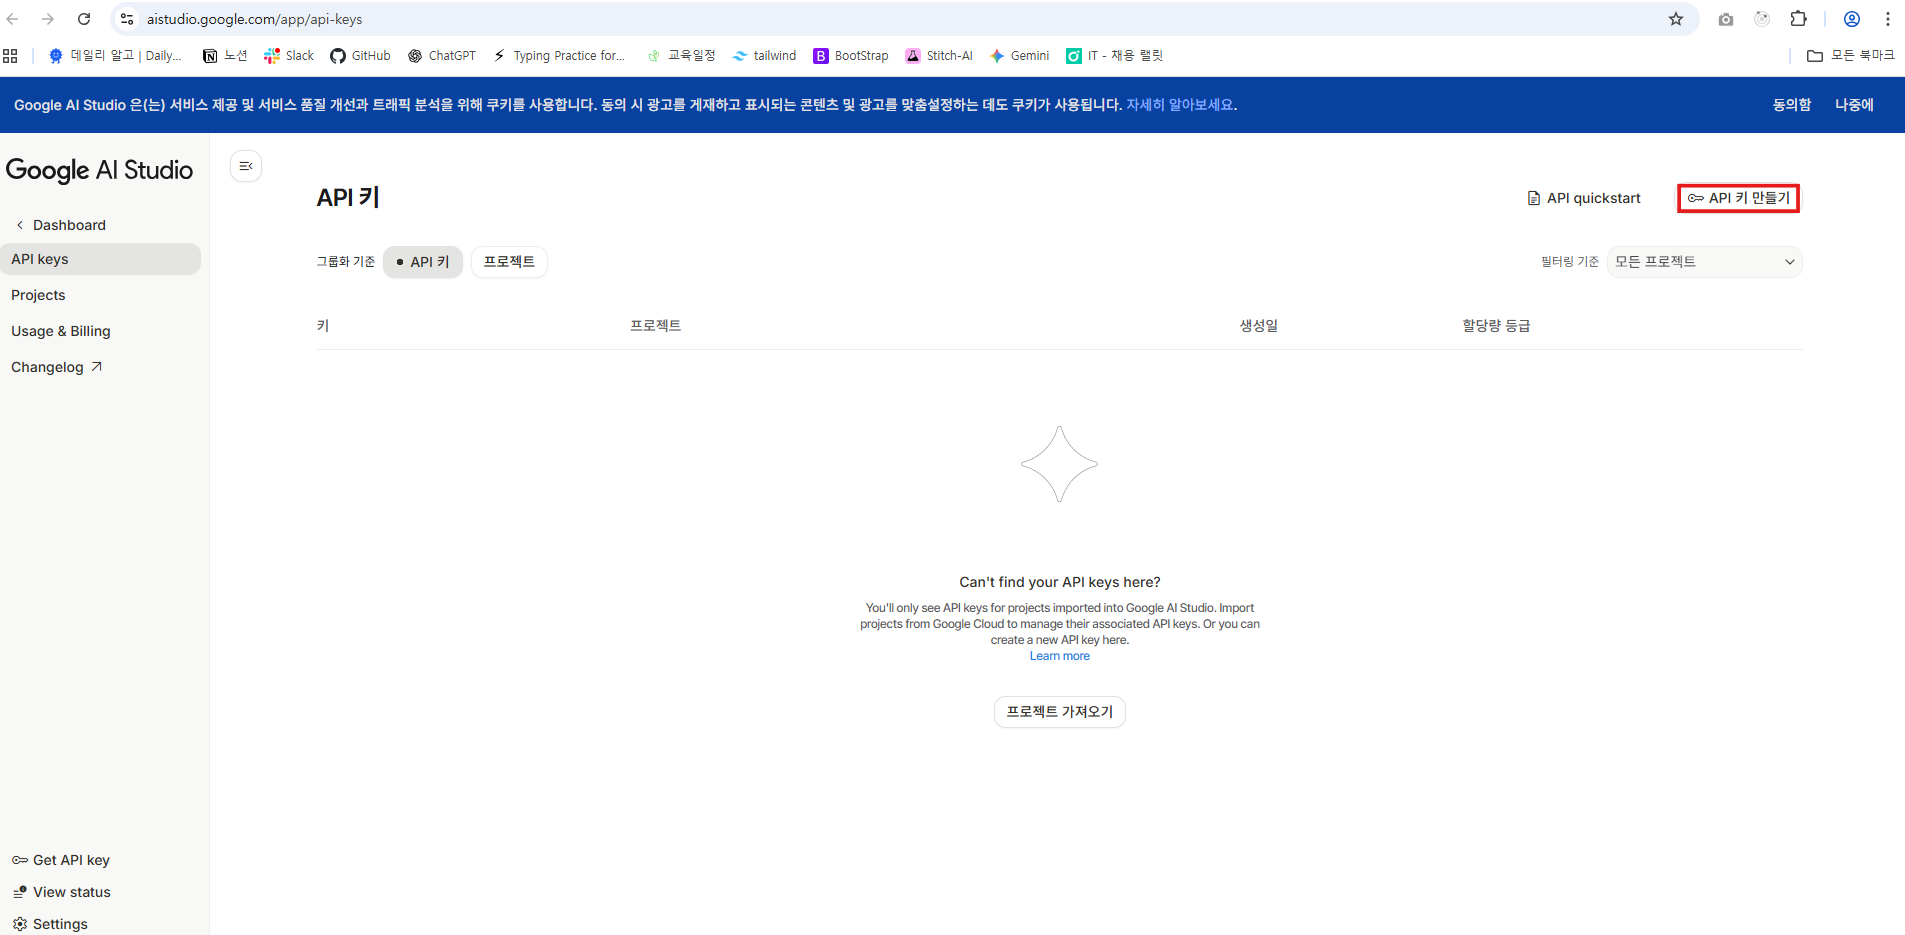 aistudio.google.com/app/api-keys
데일리 알고 | Daily... 노션 Slack GitHub ChatGPT Typing Practice for... 교육일정 tailwind BootStrap Stitch-AI Gemini IT - 채용 랠릿 모든 북마크
Google AI Studio 은(는) 서비스 제공 및 서비스 품질 개선과 트래픽 분석을 위해 쿠키를 사용합니다. 동의 시 광고를 게재하고 표시되는 콘텐츠 및 광고를 맞춤설정하는 데도 쿠키가 사용됩니다. 자세히 알아보세요. 동의함 나중에
Google AI Studio
Dashboard
API keys
Projects
Usage & Billing
Changelog
Get API key
View status
Settings
API 키
API quickstart API 키 만들기
그룹화 기준 API 키 프로젝트 필터링 기준 모든 프로젝트
키 프로젝트 생성일 할당량 등급
Can't find your API keys here?
You'll only see API keys for projects imported into Google AI Studio. Import
projects from Google Cloud to manage their associated API keys. Or you can
create a new API key here.
Learn more
프로젝트 가져오기